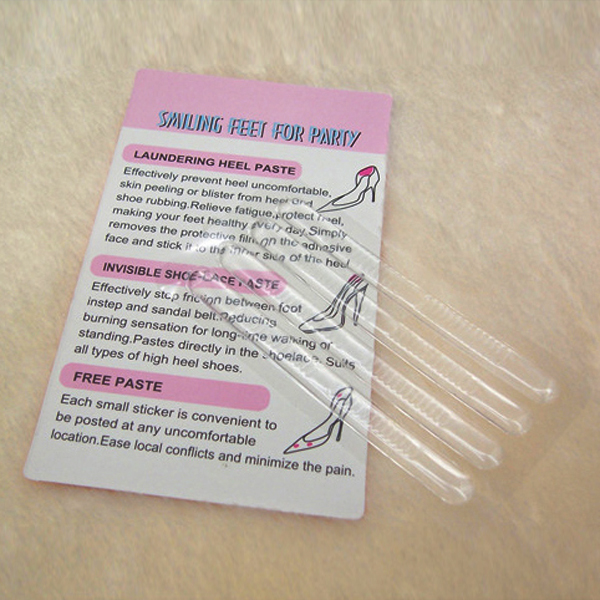 SMILING FEET FOR PARTY
LAUNDERING HEEL PASTE
Effectively prevent heel uncomfortable,
skin peeling or blister from heel and
shoe rubbing.Relieve fatigue,protect heel,
making your feet healthy every day.Simply
removes the protective film on the adhesive
face and stick it to the inner side of the heel
INVISIBLE SHOE-LACE PASTE
Effectively stop friction between foot
instep and sandal belt.Reducing
burning sensation for long-time walking or
standing.Pastes directly in the shoelace. Suits
all types of high heel shoes.
FREE PASTE
Each small sticker is convenient to
be posted at any uncomfortable
location.Ease local conflicts and minimize the pain.